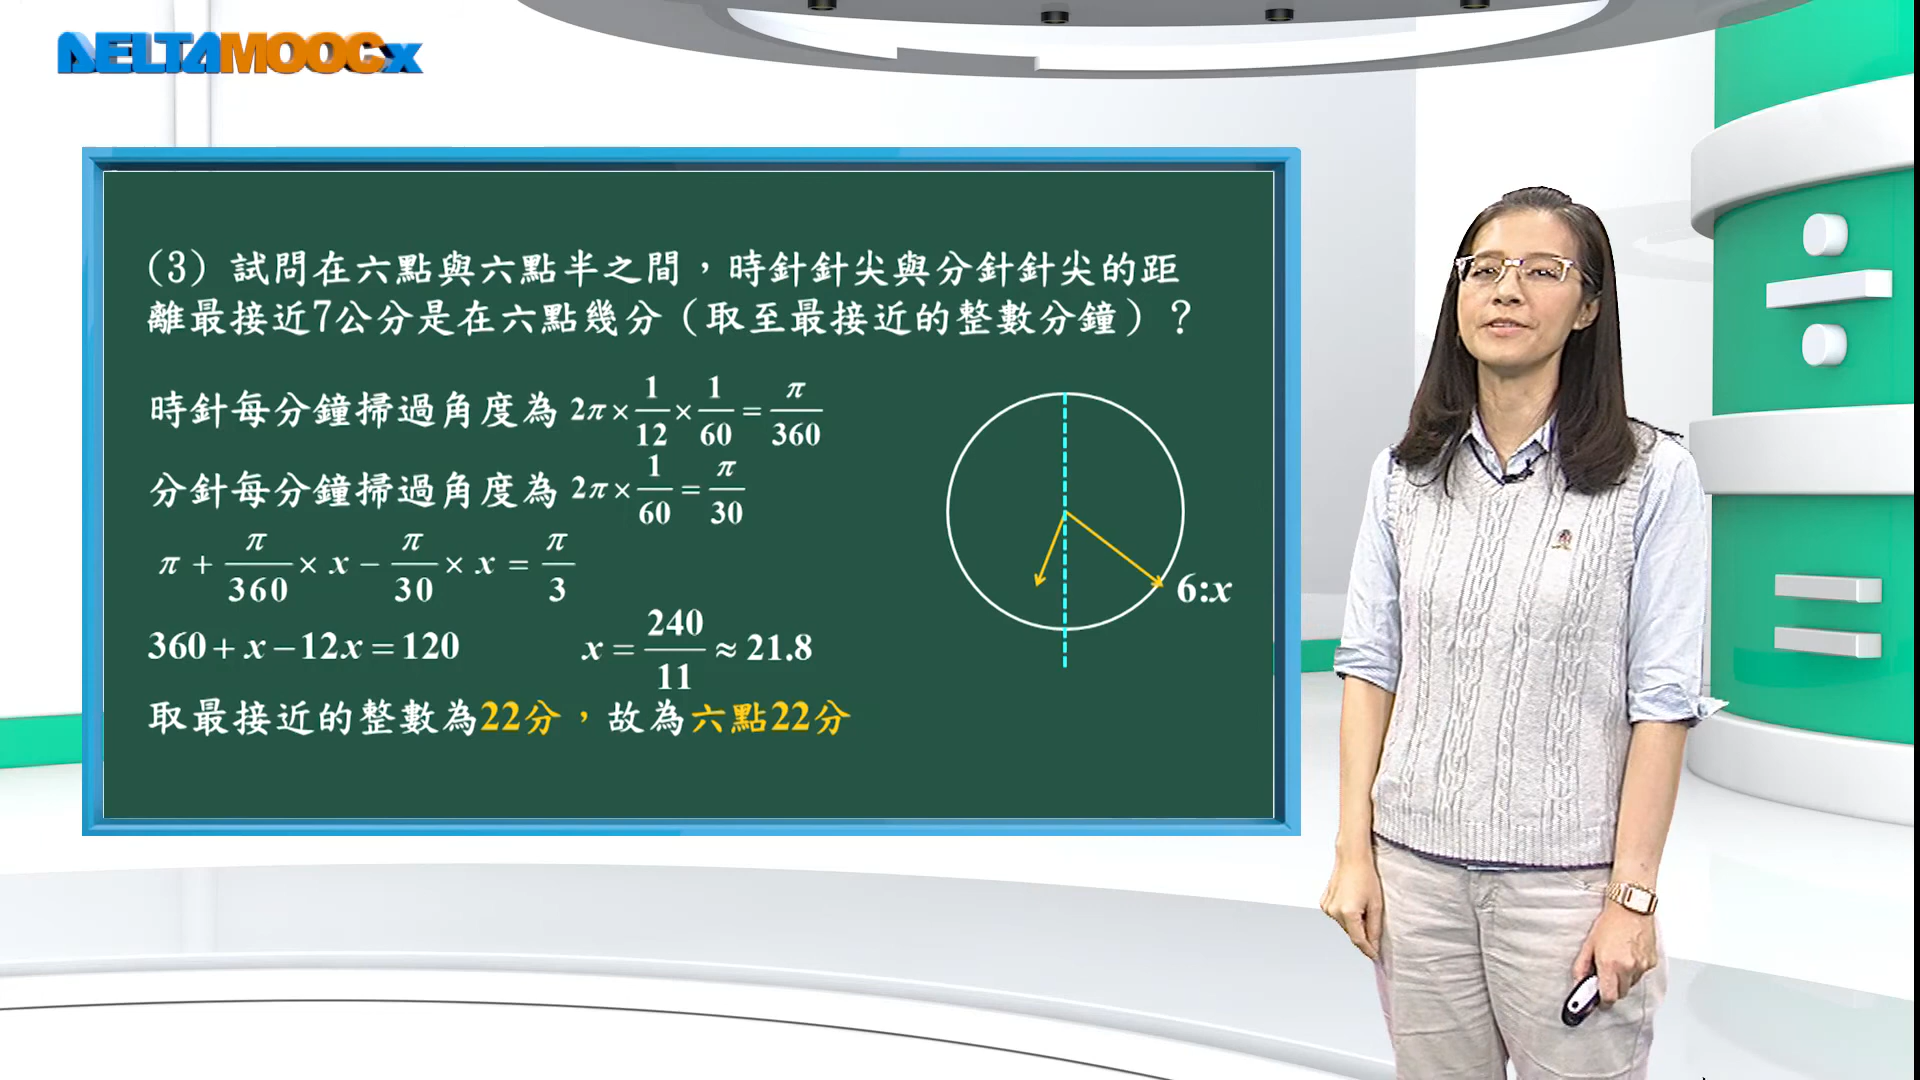 DELTAMOOCx
(3) 試問在六點與六點半之間，時針針尖與分針針尖的距
離最接近7公分是在六點幾分（取至最接近的整數分鐘）？
時針每分鐘掃過角度為 2π × 1/12 × 1/60 = π/360
分針每分鐘掃過角度為 2π × 1/60 = π/30
π + π/360 × x − π/30 × x = π/3
6:x
360 + x − 12x = 120
x = 240/11 ≈ 21.8
取最接近的整數為22分，故為六點22分